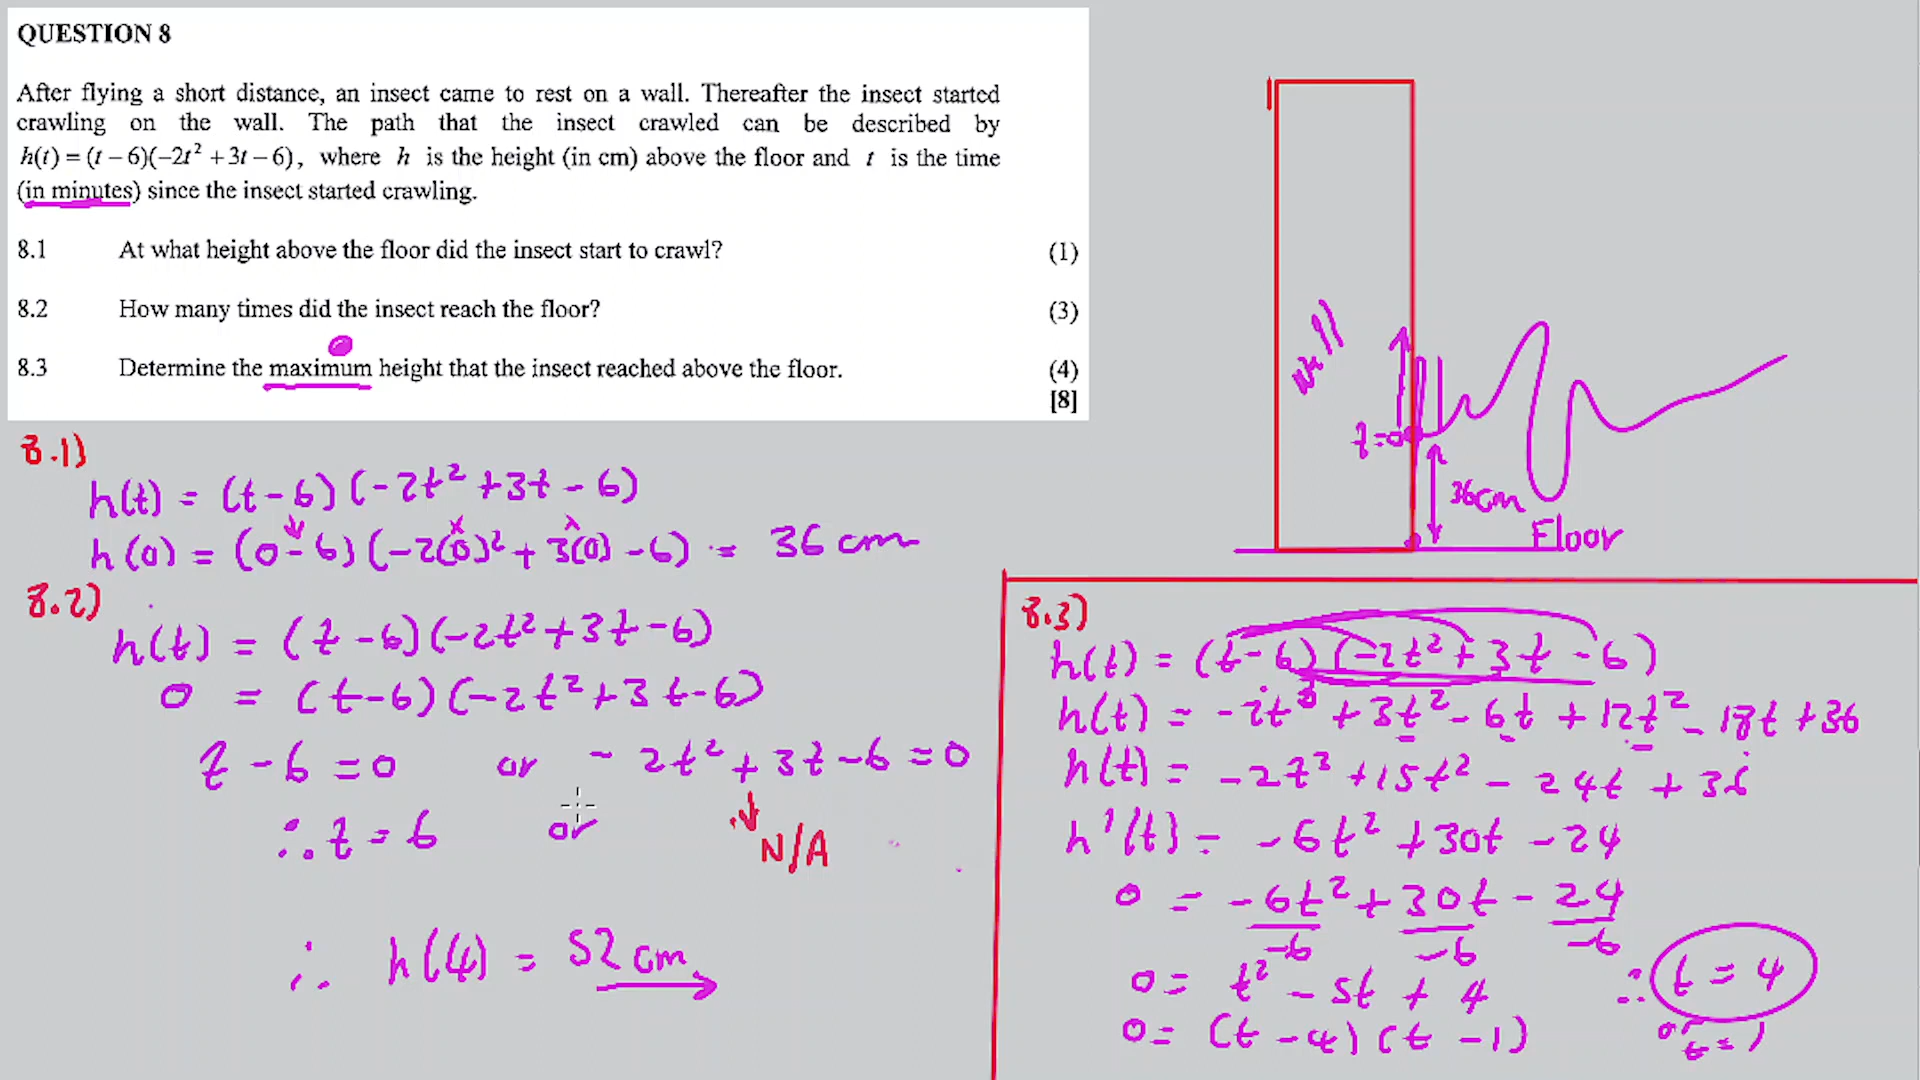 QUESTION 8
After flying a short distance, an insect came to rest on a wall. Thereafter the insect started
crawling on the wall. The path that the insect crawled can be described by
h(t) = (t − 6)(−2t² + 3t − 6), where h is the height (in cm) above the floor and t is the time
(in minutes) since the insect started crawling.
8.1 At what height above the floor did the insect start to crawl? (1)
8.2 How many times did the insect reach the floor? (3)
8.3 Determine the maximum height that the insect reached above the floor. (4)
[8]
8.1)
h(t) = (t − 6)(−2t² + 3t − 6)
h(0) = (0 − 6)(−2(0)² + 3(0) − 6) = 36 cm
8.2)
h(t) = (t − 6)(−2t² + 3t − 6)
0 = (t − 6)(−2t² + 3t − 6)
t − 6 = 0 or −2t² + 3t − 6 = 0
∴ t = 6 or N/A
∴ h(4) = 52 cm
wall
t=0
36cm
Floor
8.3)
h(t) = (t − 6)(−2t² + 3t − 6)
h(t) = −2t³ + 3t² − 6t + 12t² − 18t + 36
h(t) = −2t³ + 15t² − 24t + 36
h'(t) = −6t² + 30t − 24
0 = −6t² + 30t − 24
−6 −6 −6
0 = t² − 5t + 4
0 = (t − 4)(t − 1)
∴ t = 4
or t = 1